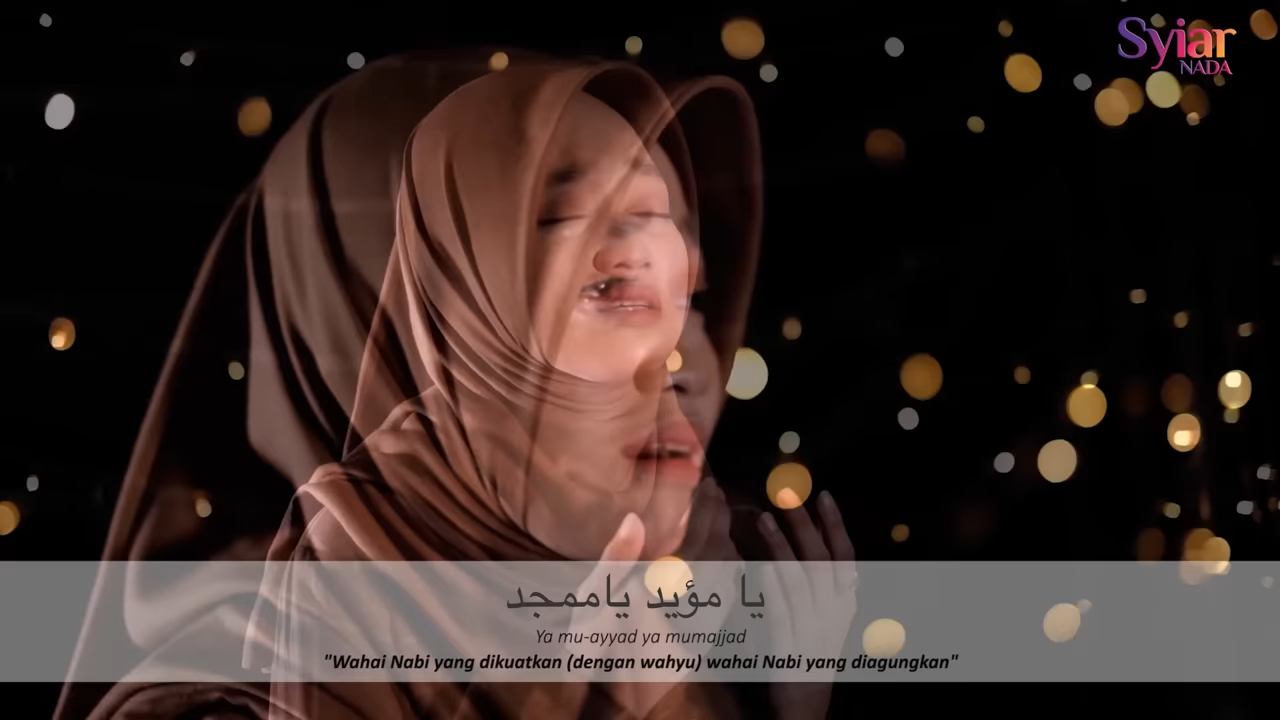 Syiar
NADA
يا مؤيد ياممجد
Ya mu-ayyad ya mumajjad
"Wahai Nabi yang dikuatkan (dengan wahyu) wahai Nabi yang diagungkan"